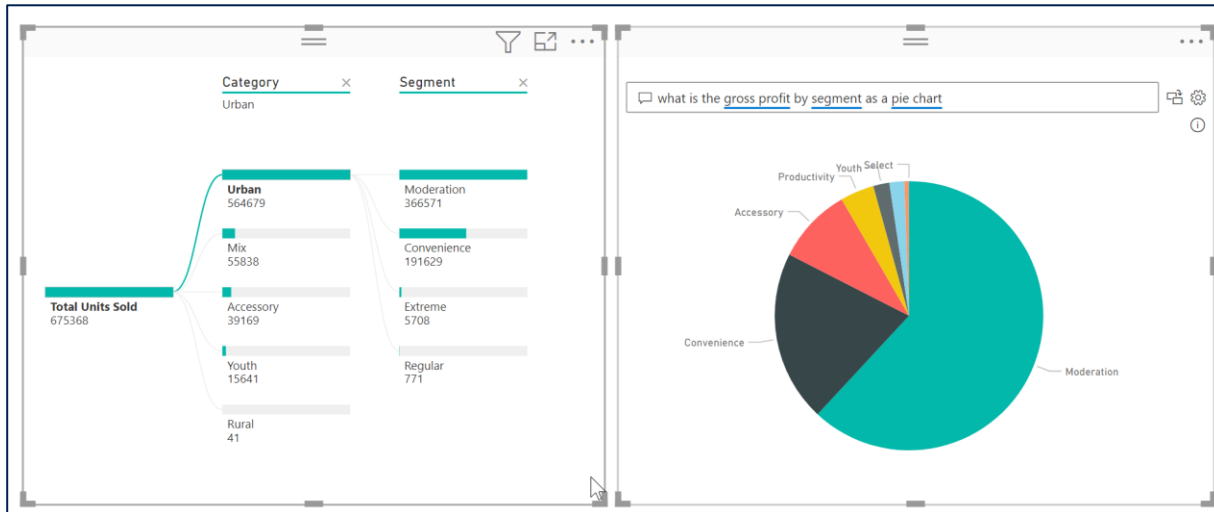 Category ×
Segment ×
Urban
Urban
564679
Mix
55838
Accessory
39169
Youth
15641
Rural
41
Total Units Sold
675368
Moderation
366571
Convenience
191629
Extreme
5708
Regular
771
what is the gross profit by segment as a pie chart
Youth
Select
Productivity
Accessory
Convenience
Moderation